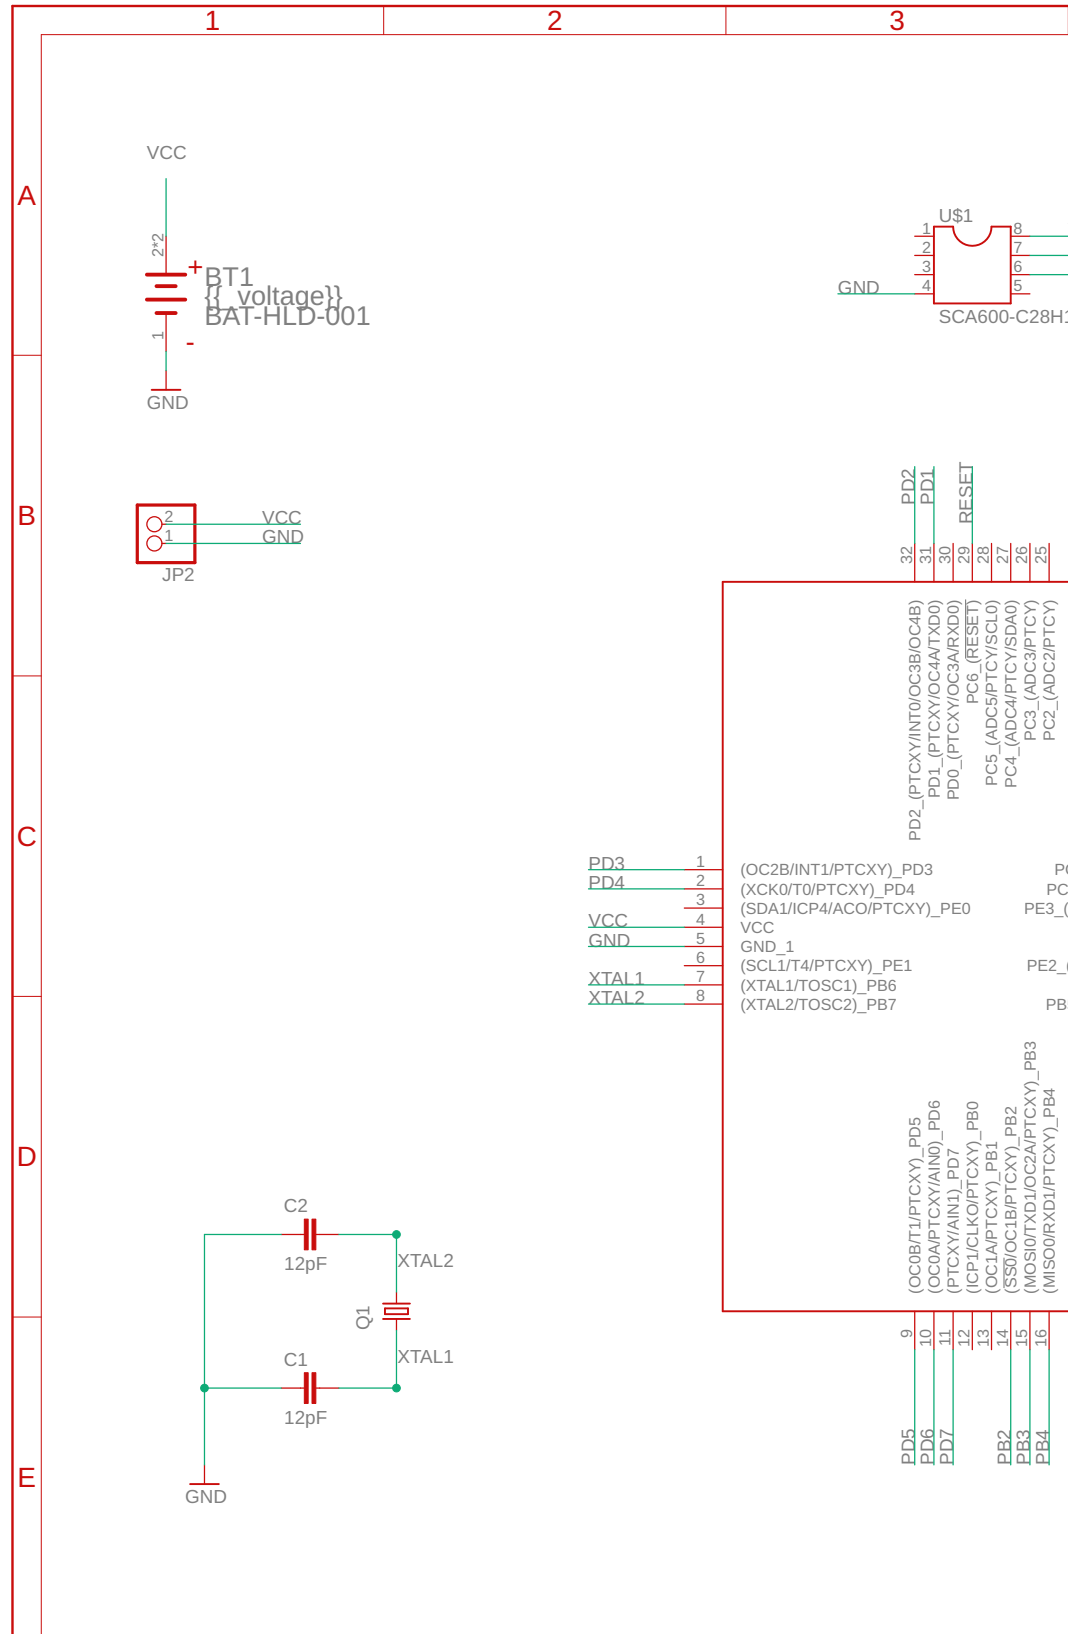 1 2 3
A
B
C
D
E
VCC
2*2
+
BT1
{{_voltage}}
BAT-HLD-001
1
-
GND
U$1
1 8
2 7
3 6
4 5
GND
SCA600-C28H1
2 VCC
1 GND
JP2
PD2
PD1
RESET
32
31
30
29
28
27
26
25
PD2_(PTCXY/INT0/OC3B/OC4B)
PD1_(PTCXY/OC4A/TXD0)
PD0_(PTCXY/OC3A/RXD0)
PC6_(RESET)
PC5_(ADC5/PTCY/SCL0)
PC4_(ADC4/PTCY/SDA0)
PC3_(ADC3/PTCY)
PC2_(ADC2/PTCY)
PD3 1 (OC2B/INT1/PTCXY)_PD3
PD4 2 (XCK0/T0/PTCXY)_PD4
3 (SDA1/ICP4/ACO/PTCXY)_PE0
VCC 4 VCC
GND 5 GND_1
6 (SCL1/T4/PTCXY)_PE1
XTAL1 7 (XTAL1/TOSC1)_PB6
XTAL2 8 (XTAL2/TOSC2)_PB7
PC
PE3_(
PE2_(
(OC0B/T1/PTCXY)_PD5
(OC0A/PTCXY/AIN0)_PD6
(PTCXY/AIN1)_PD7
(ICP1/CLKO/PTCXY)_PB0
(OC1A/PTCXY)_PB1
(SS0/OC1B/PTCXY)_PB2
(MOSI0/TXD1/OC2A/PTCXY)_PB3
(MISO0/RXD1/PTCXY)_PB4
9
10
11
12
13
14
15
16
PD5
PD6
PD7
PB2
PB3
PB4
C2
12pF
XTAL2
Q1
XTAL1
C1
12pF
GND